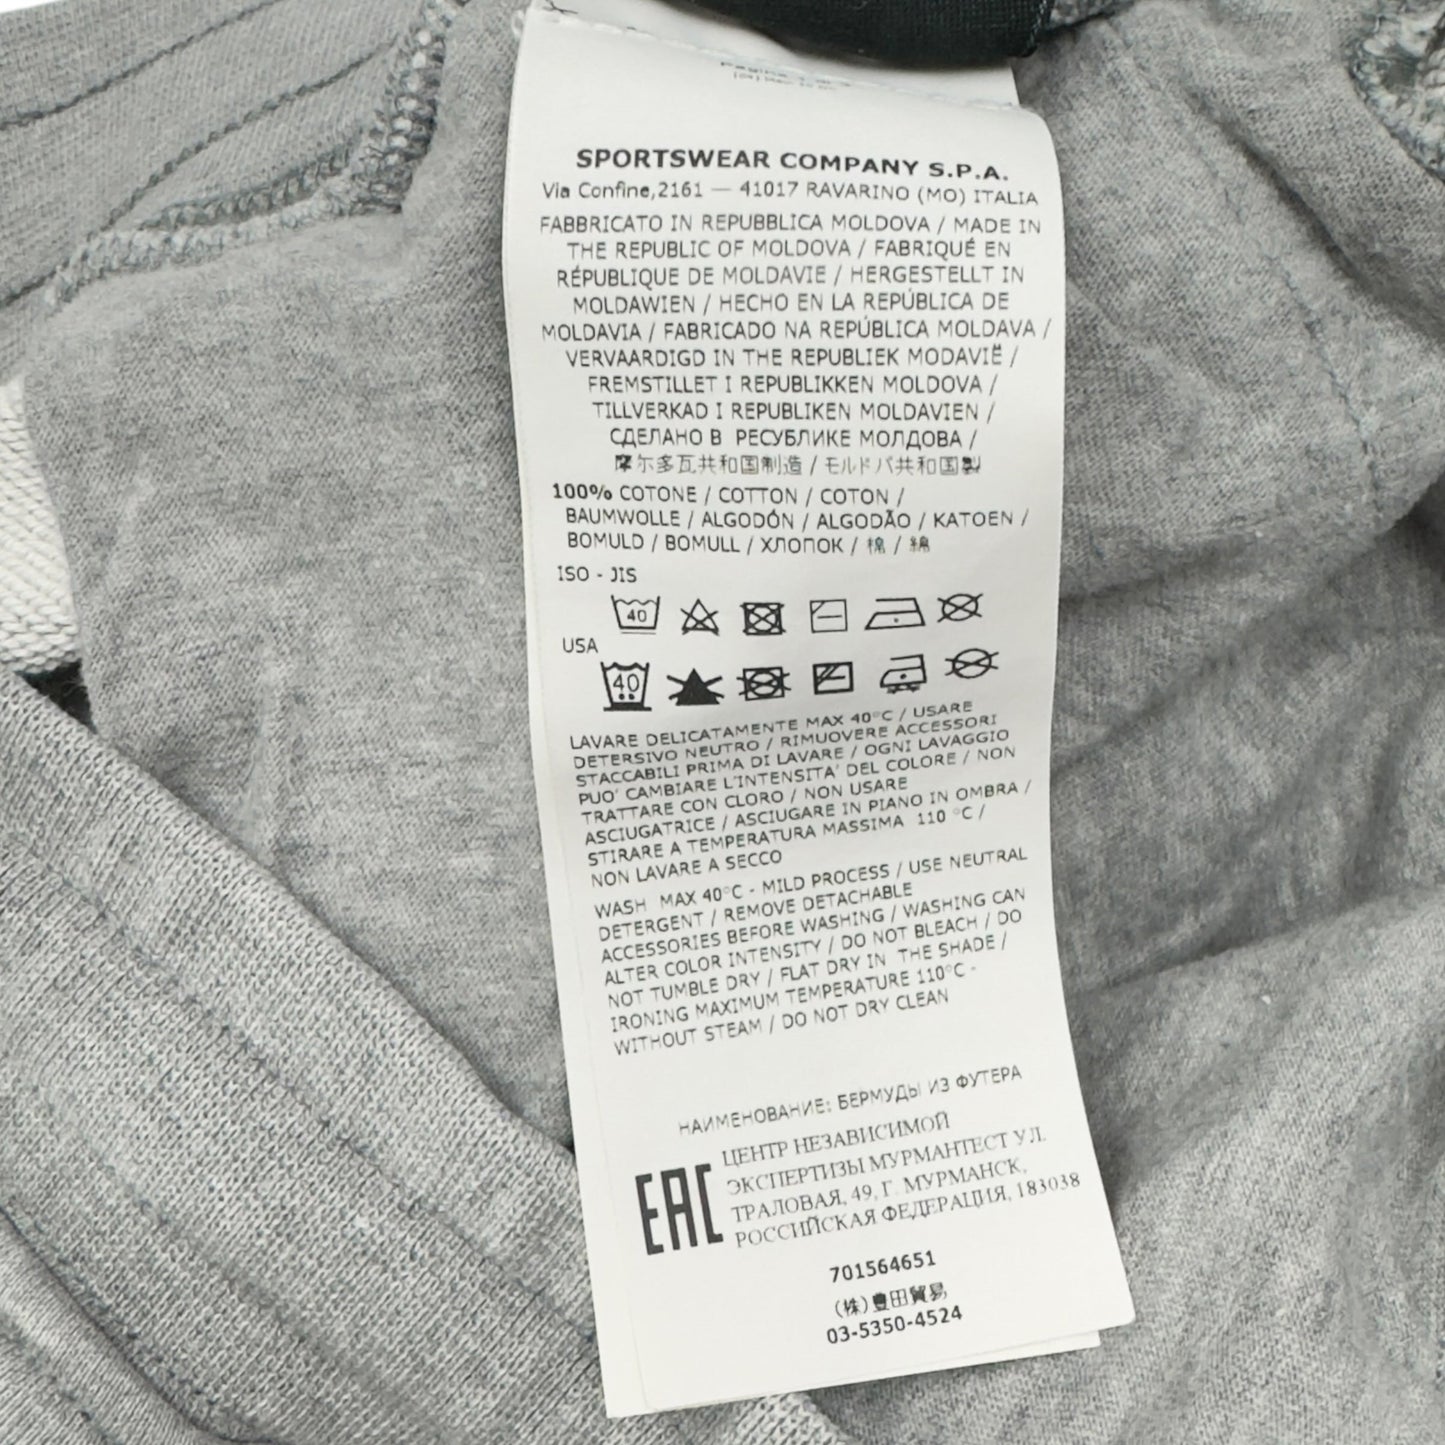 SPORTSWEAR COMPANY S.P.A.
Via Confine,2161 — 41017 RAVARINO (MO) ITALIA
FABBRICATO IN REPUBBLICA MOLDOVA / MADE IN
THE REPUBLIC OF MOLDOVA / FABRIQUÉ EN
RÉPUBLIQUE DE MOLDAVIE / HERGESTELLT IN
MOLDAWIEN / HECHO EN LA REPÚBLICA DE
MOLDAVIA / FABRICADO NA REPÚBLICA MOLDAVA /
VERVAARDIGD IN THE REPUBLIEK MODAVIË /
FREMSTILLET I REPUBLIKKEN MOLDOVA /
TILLVERKAD I REPUBLIKEN MOLDAVIEN /
СДЕЛАНО В РЕСУБЛИКЕ МОЛДОВА /
摩尔多瓦共和国制造 / モルドバ共和国製
100% COTONE / COTTON / COTON /
BAUMWOLLE / ALGODÓN / ALGODÃO / KATOEN /
BOMULD / BOMULL / ХЛОПОК / 棉 / 綿
ISO - JIS
40
USA
40
LAVARE DELICATAMENTE MAX 40°C / USARE
DETERSIVO NEUTRO / RIMUOVERE ACCESSORI
STACCABILI PRIMA DI LAVARE / OGNI LAVAGGIO
PUO' CAMBIARE L'INTENSITA' DEL COLORE / NON
TRATTARE CON CLORO / NON USARE
ASCIUGATRICE / ASCIUGARE IN PIANO IN OMBRA /
STIRARE A TEMPERATURA MASSIMA 110 °C /
NON LAVARE A SECCO
WASH MAX 40°C - MILD PROCESS / USE NEUTRAL
DETERGENT / REMOVE DETACHABLE
ACCESSORIES BEFORE WASHING / WASHING CAN
ALTER COLOR INTENSITY / DO NOT BLEACH / DO
NOT TUMBLE DRY / FLAT DRY IN THE SHADE /
IRONING MAXIMUM TEMPERATURE 110°C -
WITHOUT STEAM / DO NOT DRY CLEAN
НАИМЕНОВАНИЕ: БЕРМУДЫ ИЗ ФУТЕРА
EAC
ЦЕНТР НЕЗАВИСИМОЙ
ЭКСПЕРТИЗЫ МУРМАНТЕСТ УЛ.
ТРАЛОВАЯ, 49, Г. МУРМАНСК,
РОССИЙСКАЯ ФЕДЕРАЦИЯ, 183038
701564651
(株)豊田貿易
03-5350-4524